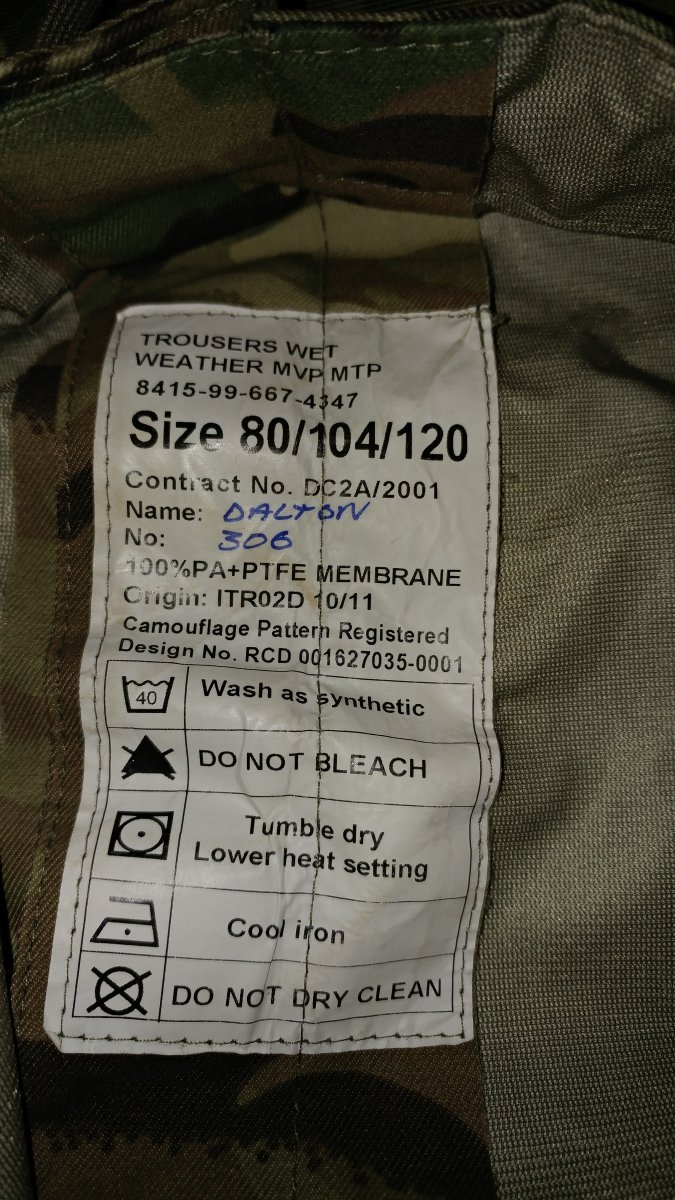 TROUSERS WET
WEATHER MVP MTP
8415-99-667-4347
Size 80/104/120
Contract No. DC2A/2001
Name: DALTON
No: 306
100%PA+PTFE MEMBRANE
Origin: ITR02D 10/11
Camouflage Pattern Registered
Design No. RCD 001627035-0001
40 Wash as synthetic
DO NOT BLEACH
Tumble dry
Lower heat setting
Cool iron
DO NOT DRY CLEAN